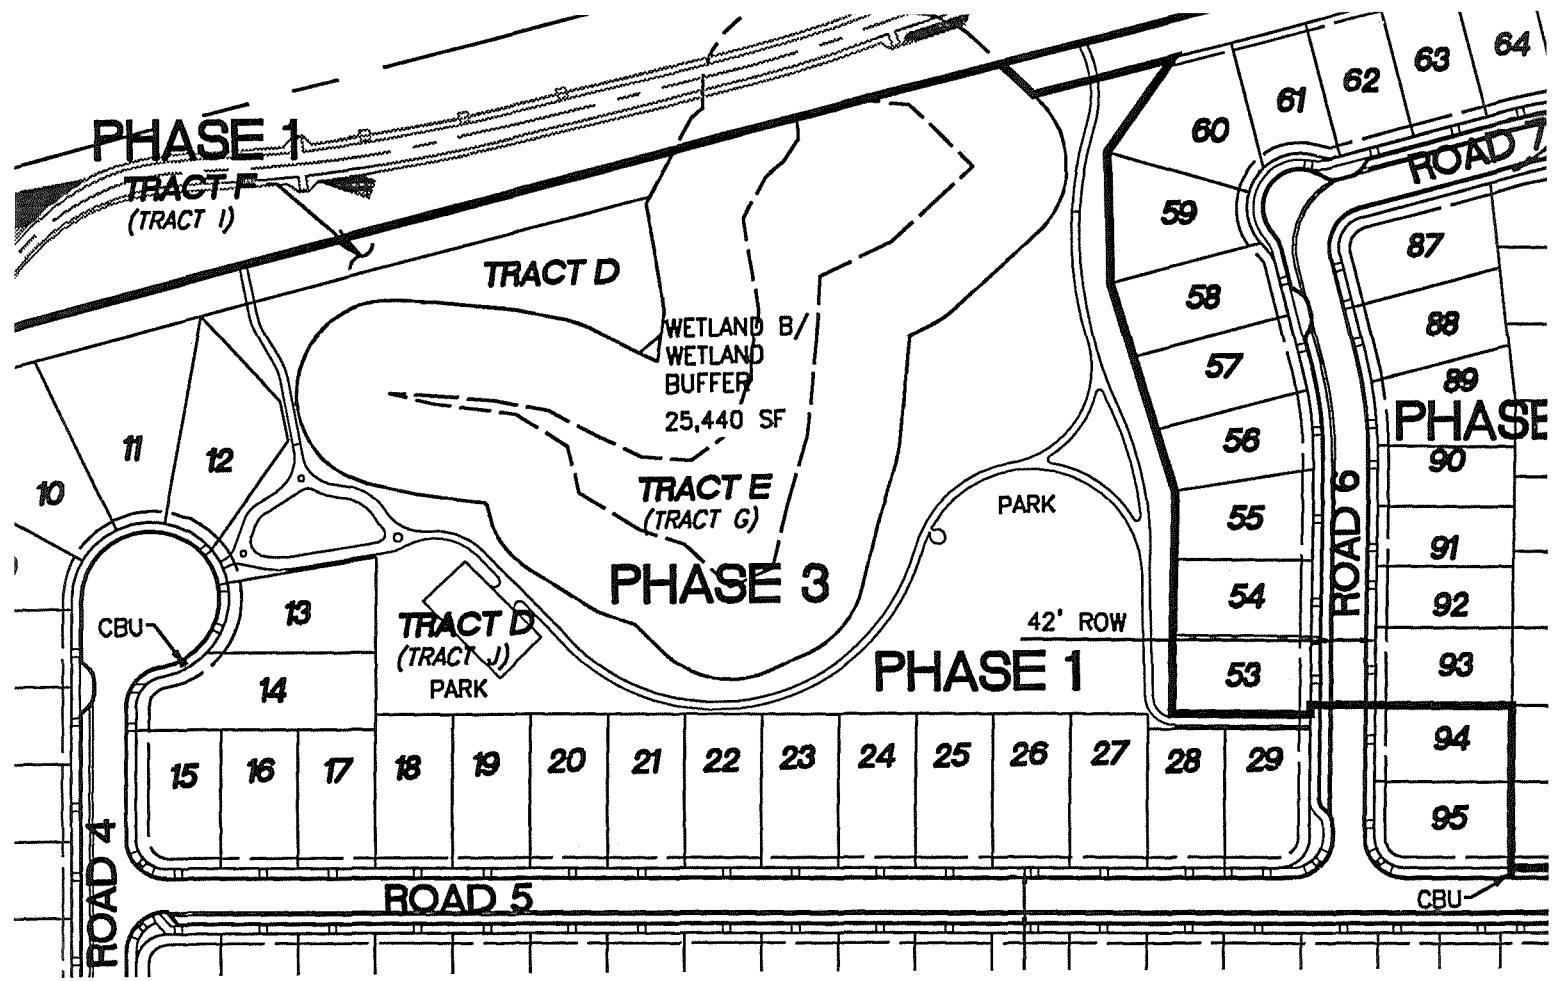 PHASE 1
TRACT F
(TRACT I)
TRACT D
WETLAND B/
WETLAND
BUFFER
25,440 SF
TRACT E
(TRACT G)
PHASE 3
TRACT D
(TRACT J)
PARK
PARK
PHASE 1
42' ROW
CBU
ROAD 4
ROAD 5
ROAD 6
ROAD 7
PHASE
CBU
10
11
12
13
14
15
16
17
18
19
20
21
22
23
24
25
26
27
28
29
53
54
55
56
57
58
59
60
61
62
63
64
87
88
89
90
91
92
93
94
95